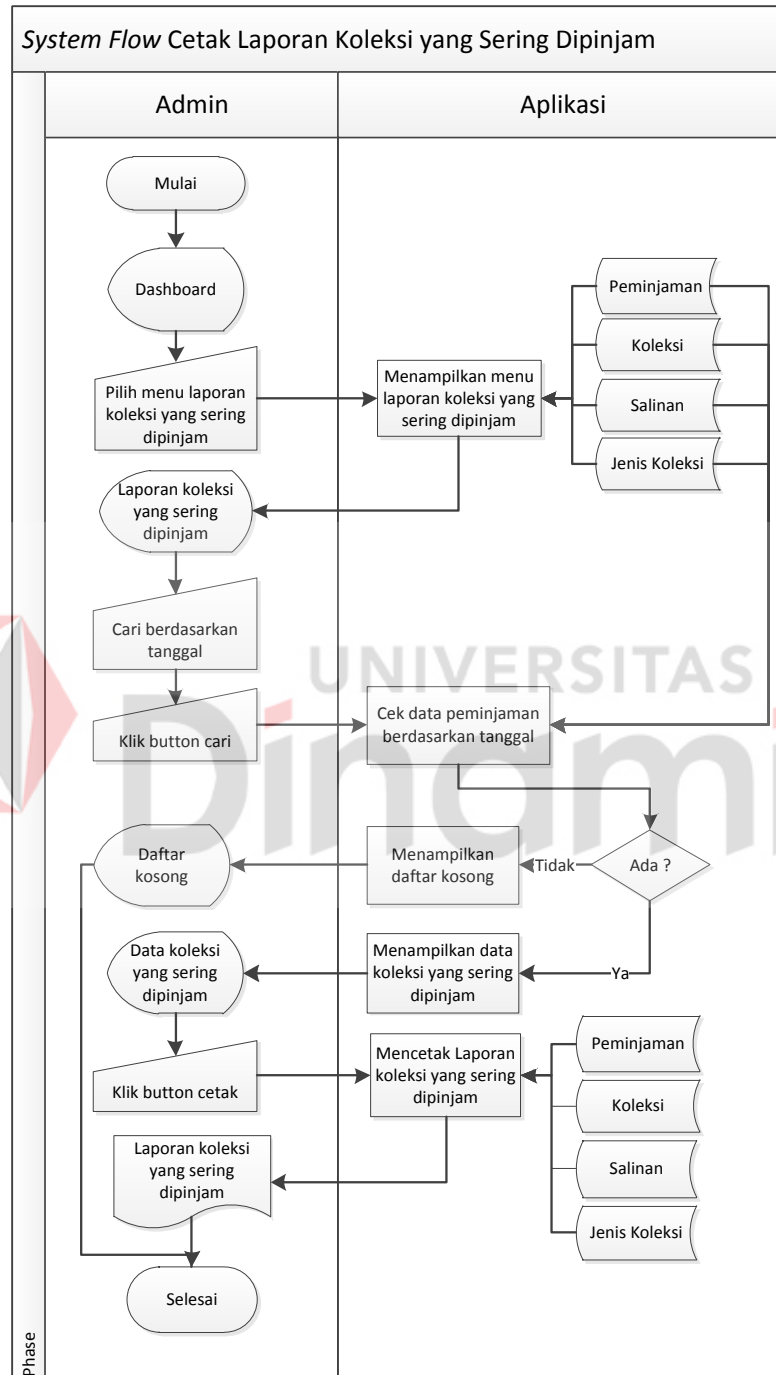 System Flow Cetak Laporan Koleksi yang Sering Dipinjam
Admin
Aplikasi
Mulai
Dashboard
Pilih menu laporan
koleksi yang sering
dipinjam
Menampilkan menu
laporan koleksi yang
sering dipinjam
Peminjaman
Koleksi
Salinan
Jenis Koleksi
Laporan koleksi
yang sering
dipinjam
Cari berdasarkan
tanggal
Klik button cari
Cek data peminjaman
berdasarkan tanggal
Ada ?
Tidak
Menampilkan
daftar kosong
Daftar
kosong
Ya
Menampilkan data
koleksi yang sering
dipinjam
Data koleksi
yang sering
dipinjam
Klik button cetak
Mencetak Laporan
koleksi yang sering
dipinjam
Peminjaman
Koleksi
Salinan
Jenis Koleksi
Laporan koleksi
yang sering
dipinjam
Selesai
Phase
UNIVERSITAS